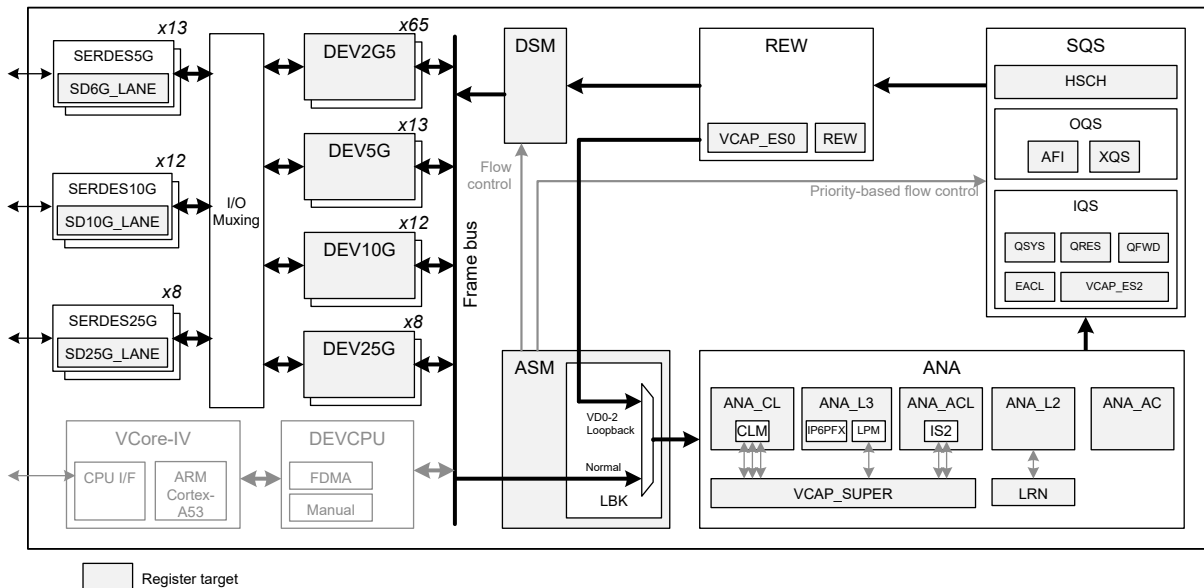 x13
SERDES5G
SD6G_LANE
x12
SERDES10G
SD10G_LANE
x8
SERDES25G
SD25G_LANE
I/O
Muxing
x65
DEV2G5
x13
DEV5G
x12
DEV10G
x8
DEV25G
VCore-IV
CPU I/F
ARM
Cortex-
A53
DEVCPU
FDMA
Manual
Frame bus
DSM
Flow
control
REW
VCAP_ES0
REW
Priority-based flow control
SQS
HSCH
OQS
AFI
XQS
IQS
QSYS
QRES
QFWD
EACL
VCAP_ES2
ASM
VD0-2
Loopback
Normal
LBK
ANA
ANA_CL
CLM
ANA_L3
IP6PFX
LPM
ANA_ACL
IS2
ANA_L2
ANA_AC
VCAP_SUPER
LRN
Register target